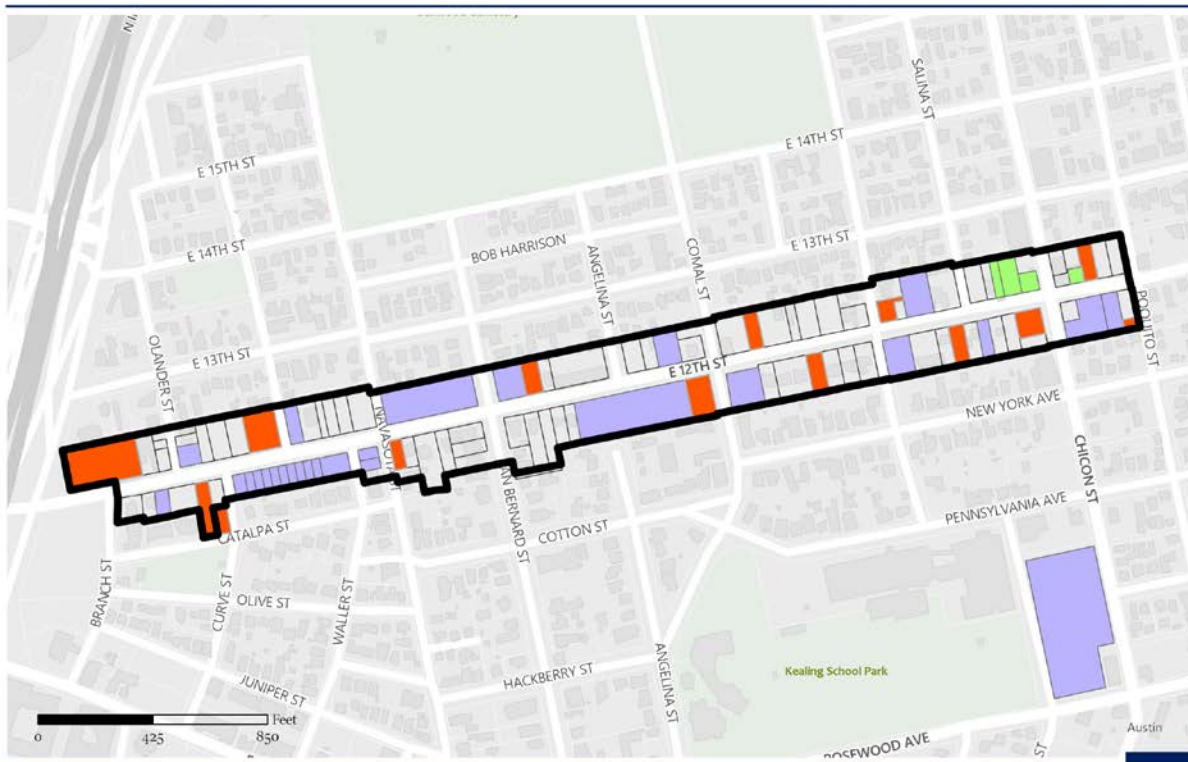 E 15TH ST
E 14TH ST
E 13TH ST
OLANDER ST
BOB HARRISON
ANGELINA ST
COMAL ST
E 14TH ST
E 13TH ST
SALINA ST
E 12TH ST
POQUITO ST
NEW YORK AVE
CHICON ST
PENNSYLVANIA AVE
CATALPA ST
COTTON ST
BRANCH ST
CURVE ST
OLIVE ST
WALLER ST
JUNIPER ST
HACKBERRY ST
ANGELINA ST
Kealing School Park
ROSEWOOD AVE
ST
Austin
Feet
0 425 850